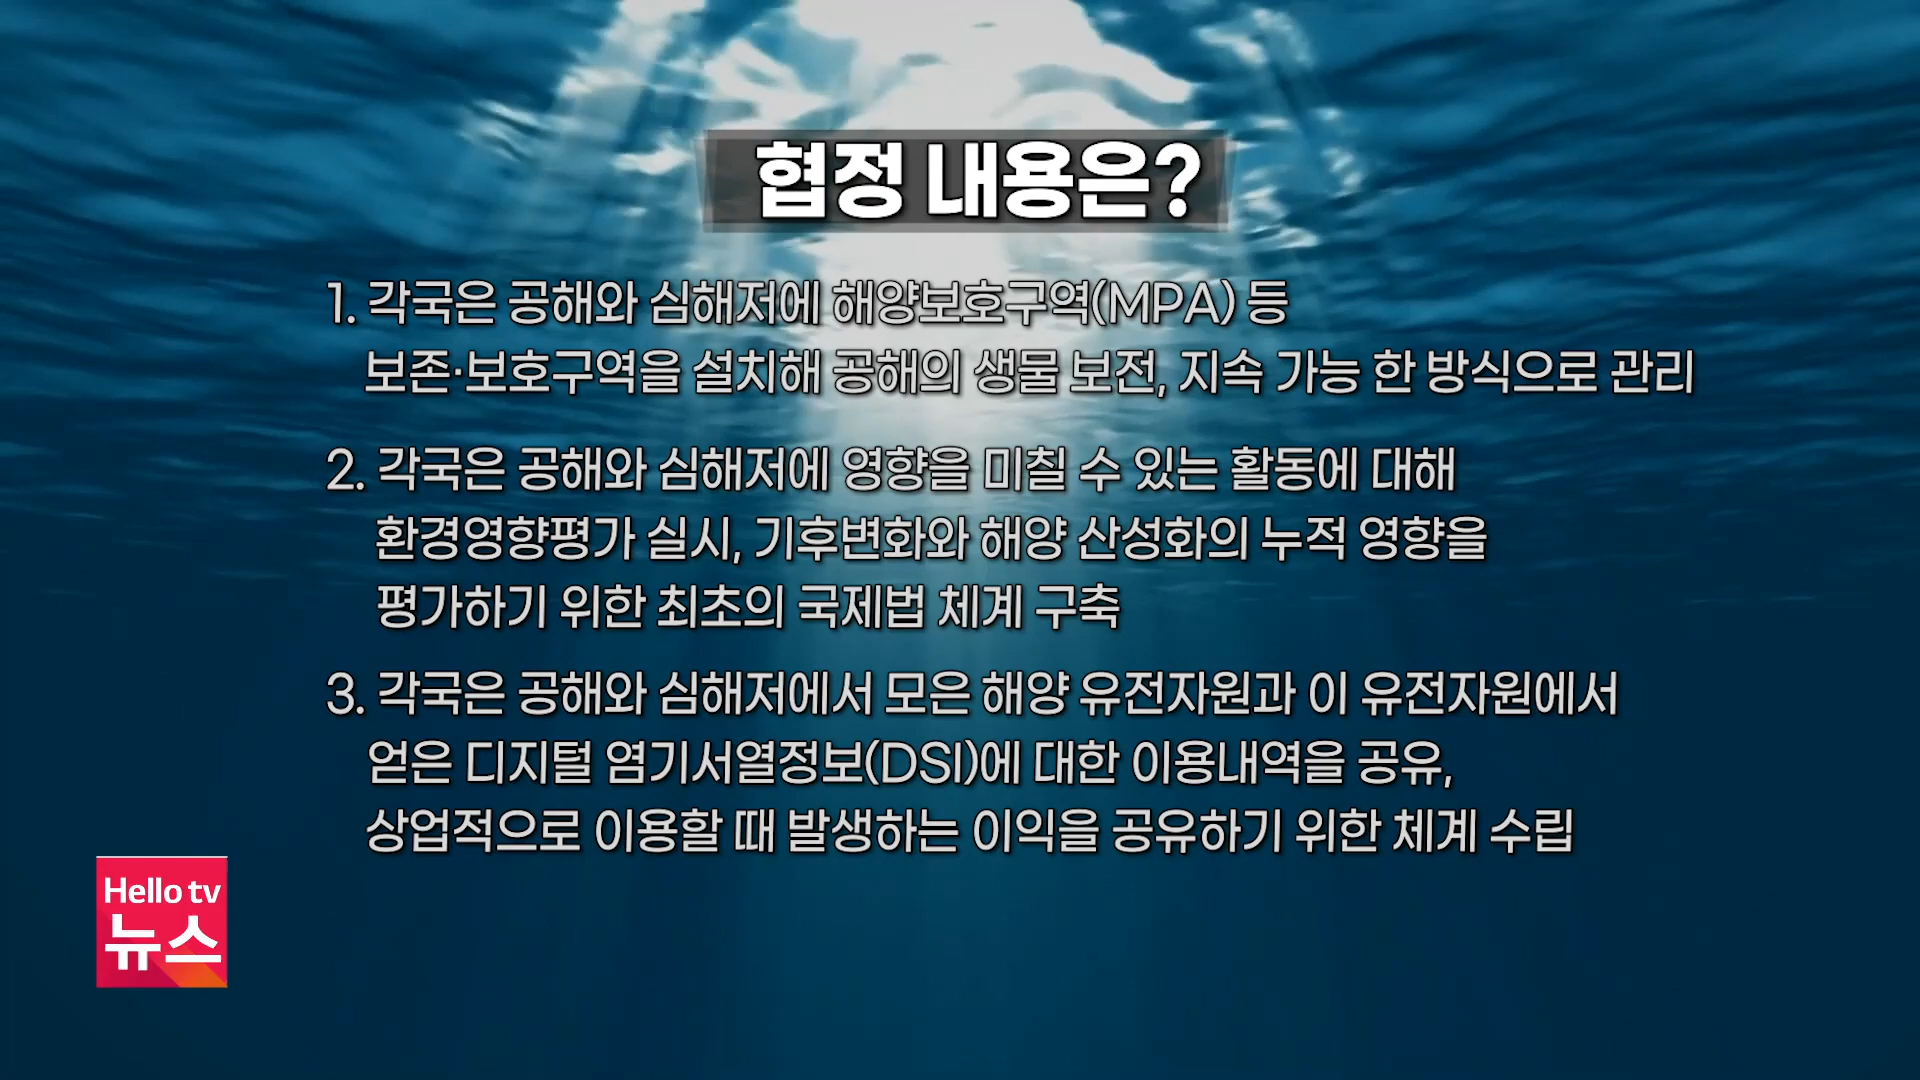 협정 내용은?
1. 각국은 공해와 심해저에 해양보호구역(MPA) 등
보존·보호구역을 설치해 공해의 생물 보전, 지속 가능 한 방식으로 관리
2. 각국은 공해와 심해저에 영향을 미칠 수 있는 활동에 대해
환경영향평가 실시, 기후변화와 해양 산성화의 누적 영향을
평가하기 위한 최초의 국제법 체계 구축
3. 각국은 공해와 심해저에서 모은 해양 유전자원과 이 유전자원에서
얻은 디지털 염기서열정보(DSI)에 대한 이용내역을 공유,
상업적으로 이용할 때 발생하는 이익을 공유하기 위한 체계 수립
Hello tv
뉴스